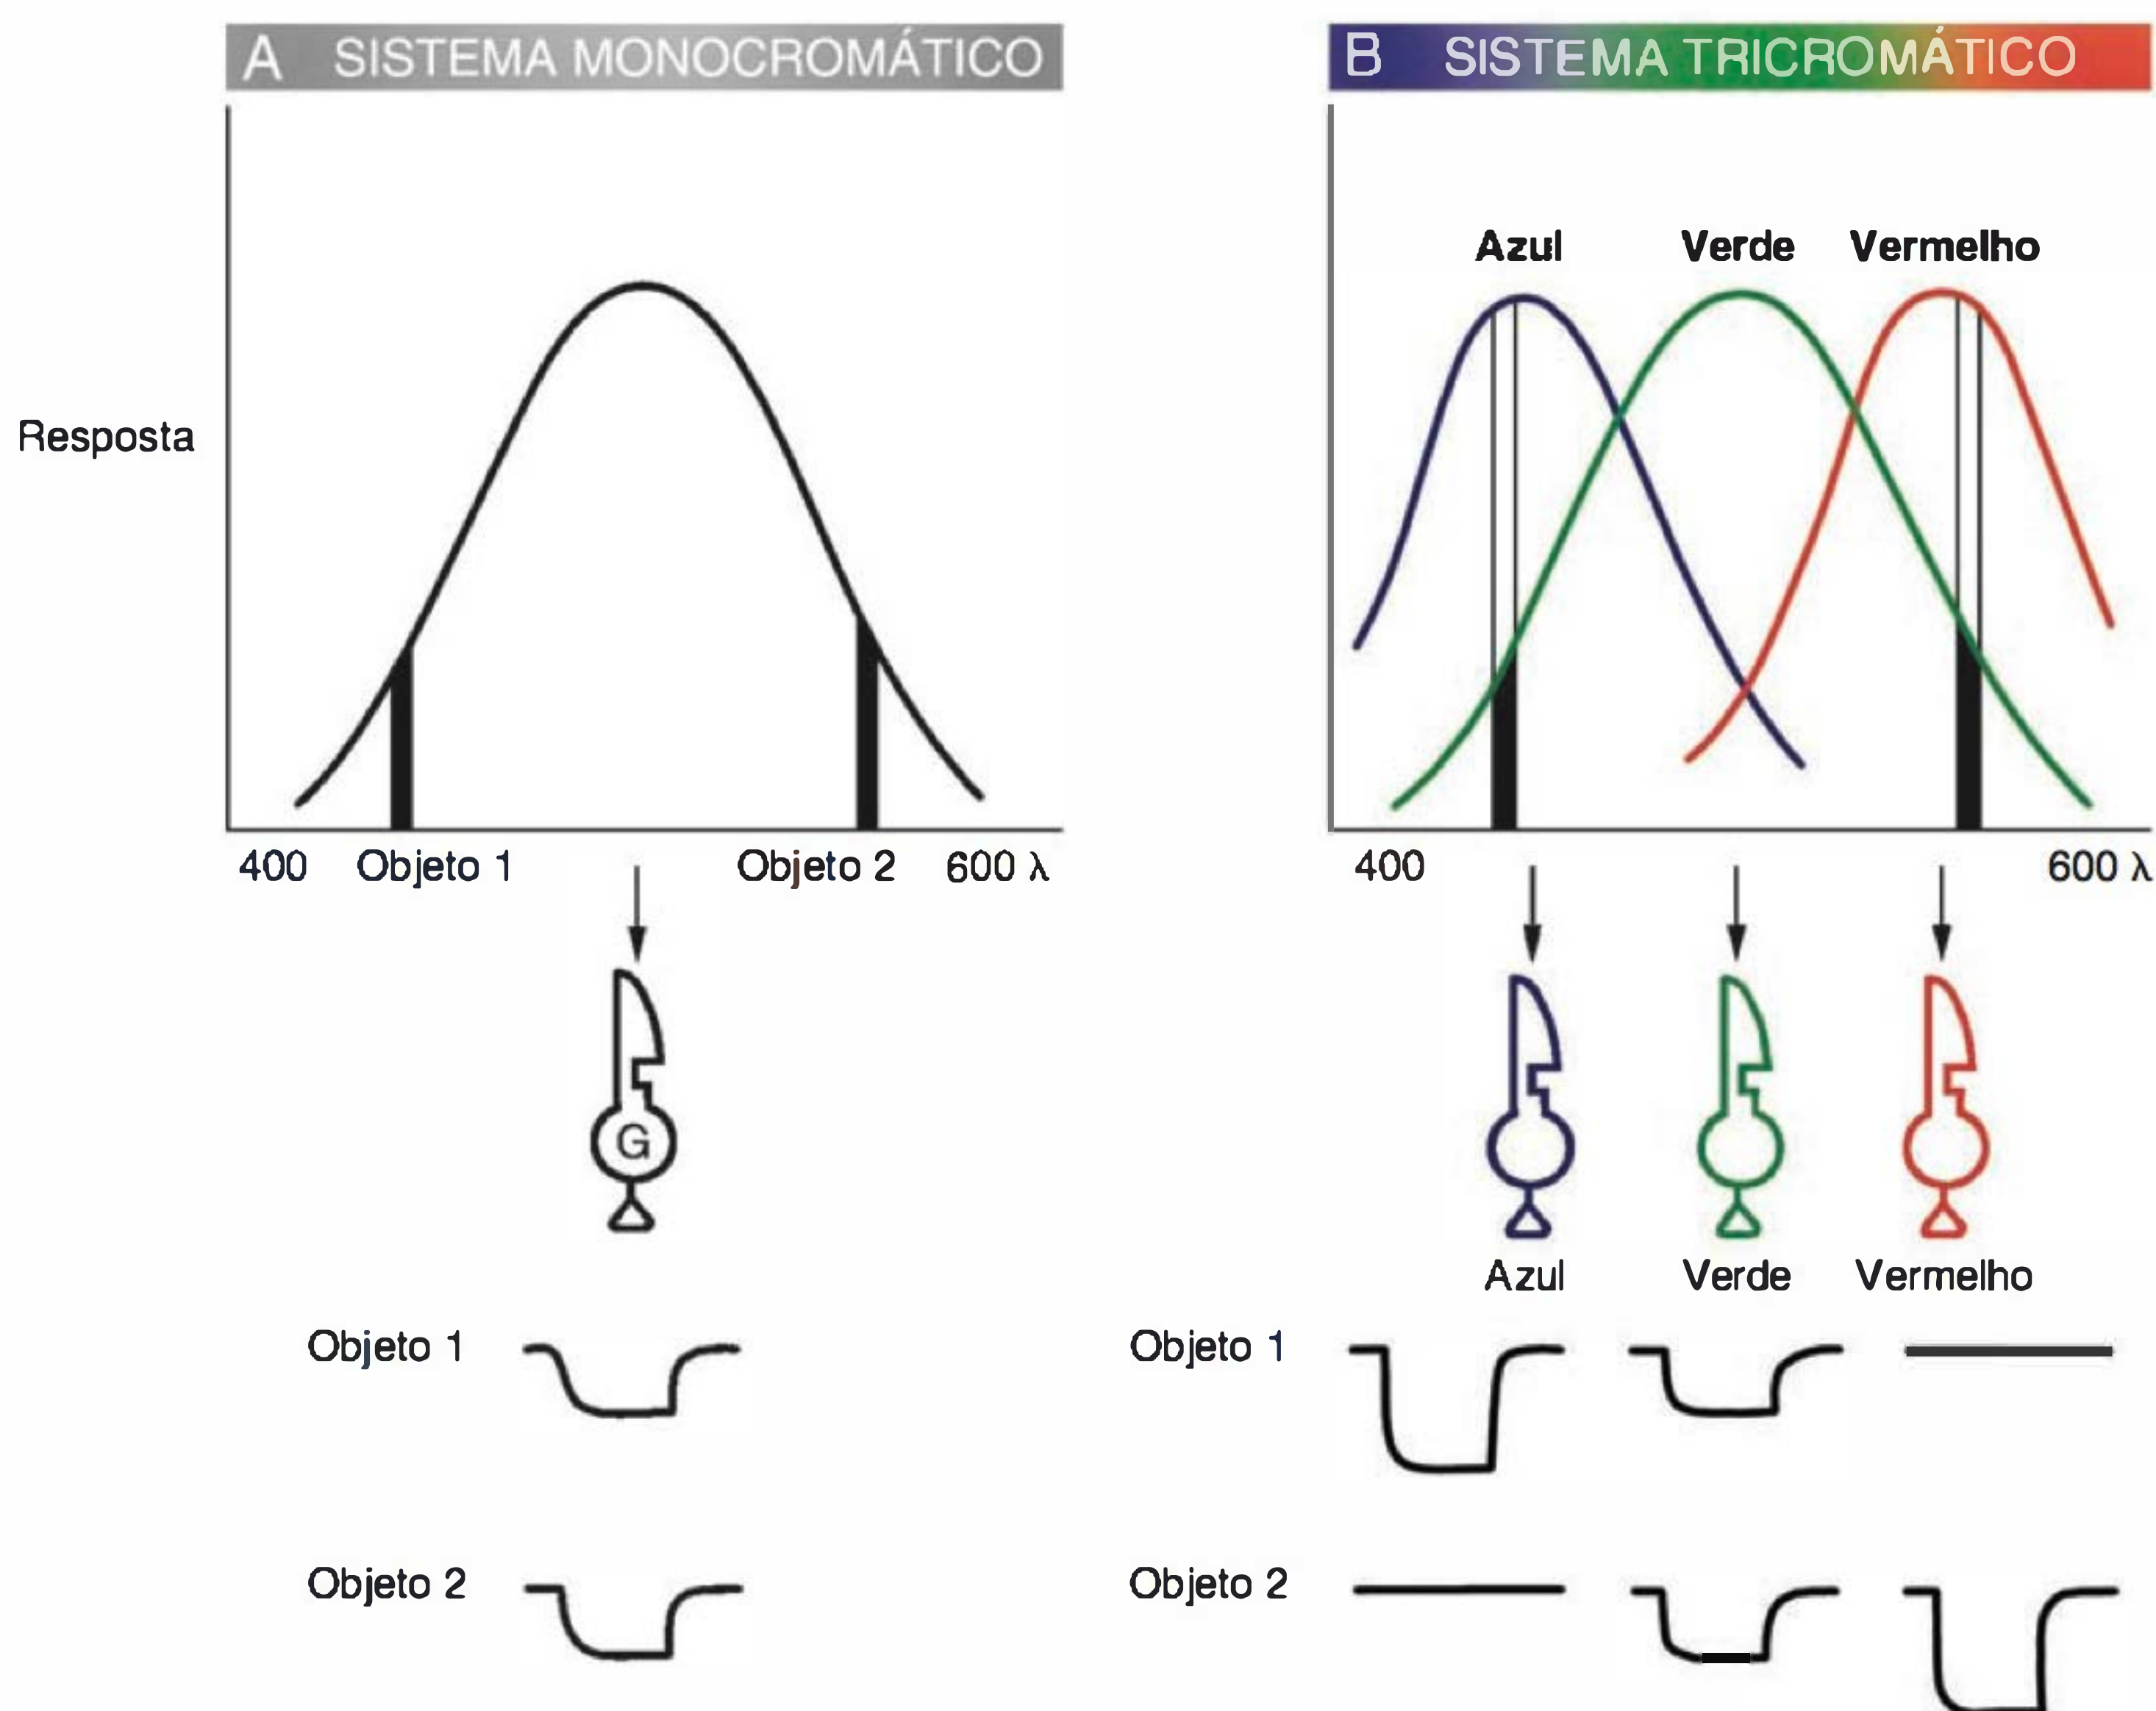 A SISTEMA MONOCROMÁTICO
Resposta
400 Objeto 1 Objeto 2 600 λ
G
Objeto 1
Objeto 2
B SISTEMA TRICROMÁTICO
Azul Verde Vermelho
400 600 λ
Azul Verde Vermelho
Objeto 1
Objeto 2